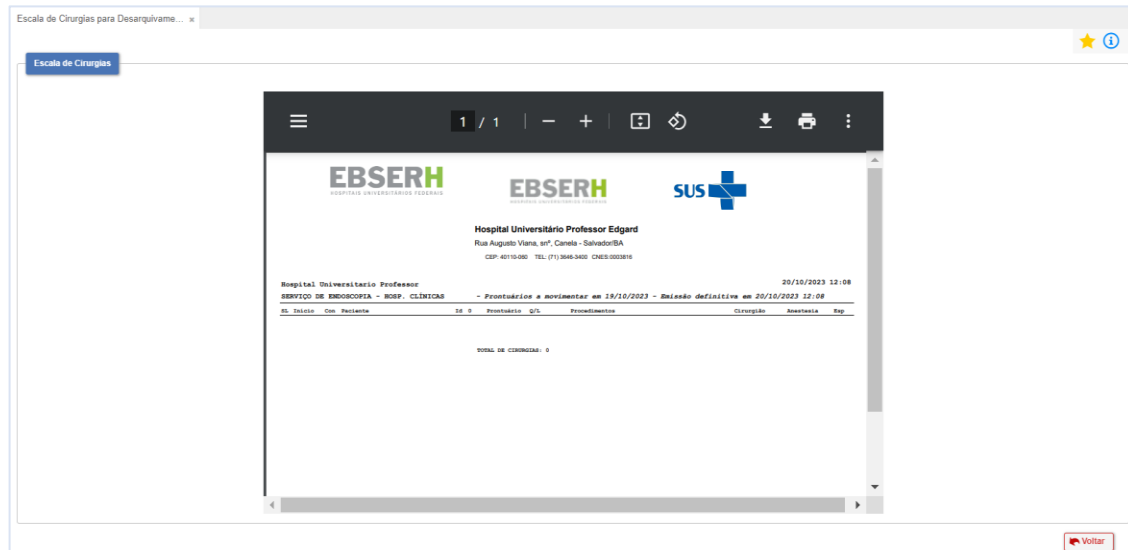 Escala de Cirurgias para Desarquivame... ×
Escala de Cirurgias
1 / 1
EBSERH
HOSPITAIS UNIVERSITÁRIOS FEDERAIS
EBSERH
HOSPITAIS UNIVERSITÁRIOS FEDERAIS
SUS
Hospital Universitário Professor Edgard
Rua Augusto Viana, snº, Canela - Salvador/BA
CEP: 40110-060 TEL: (71) 3646-3400 CNES:0003816
Hospital Universitario Professor 20/10/2023 12:08
SERVIÇO DE ENDOSCOPIA - HOSP. CLÍNICAS - Prontuários a movimentar em 19/10/2023 - Emissão definitiva em 20/10/2023 12:08
SL Inicio Con Paciente Id O Prontuário Q/L Procedimentos Cirurgião Anestesia Esp
TOTAL DE CIRURGIAS: 0
Voltar